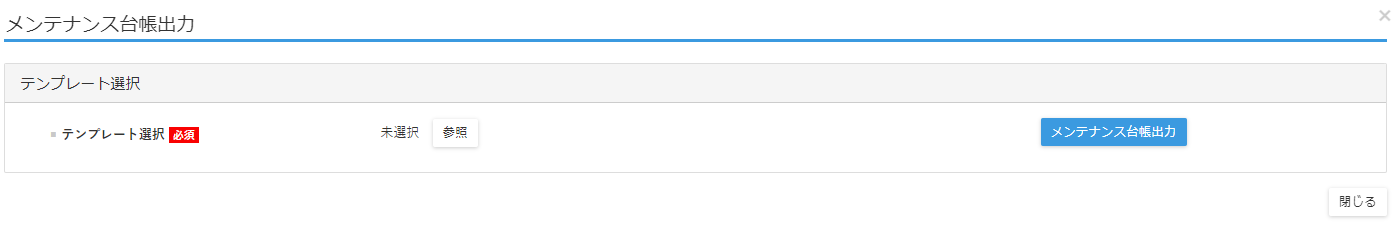 メンテナンス台帳出力
×
テンプレート選択
テンプレート選択 必須 未選択 参照 メンテナンス台帳出力
閉じる